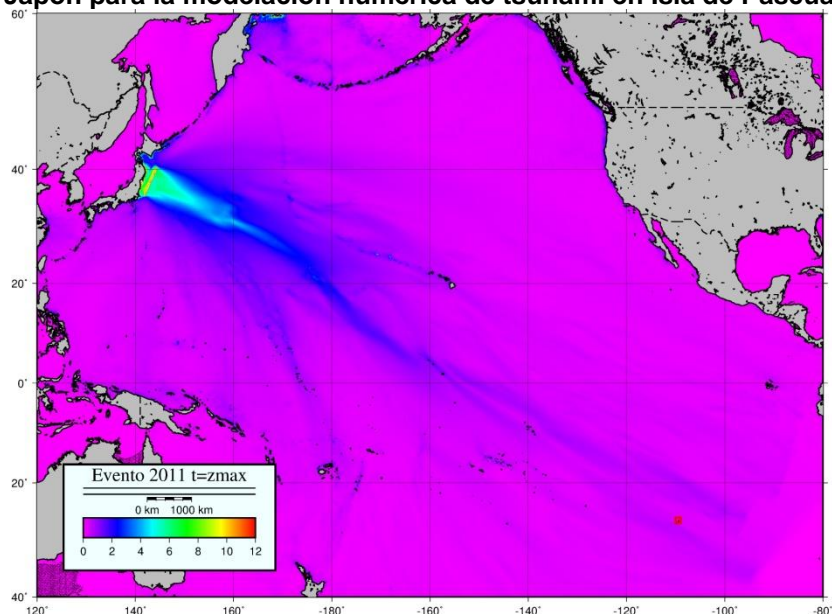 Japón para la modelación numérica de tsunami en Isla de Pascua
60˚
40˚
20˚
0˚
20˚
40˚
Evento 2011 t=zmax
0 km 1000 km
0 2 4 6 8 10 12
120˚ 140˚ 160˚ 180˚ -160˚ -140˚ -120˚ -100˚ -80˚